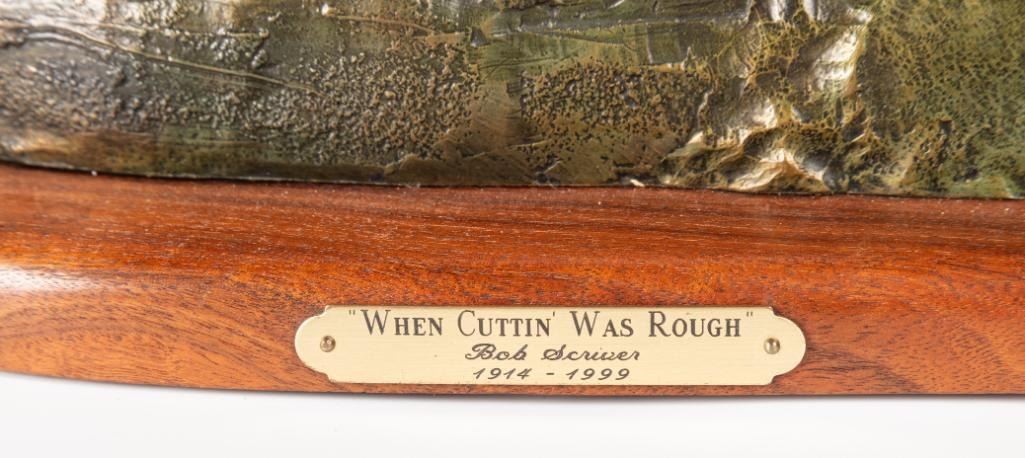 "When Cuttin' Was Rough"
Bob Scriver
1914 - 1999